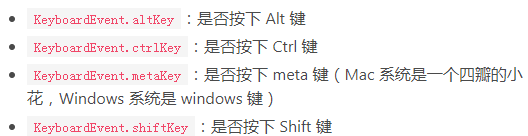 KeyboardEvent.altKey：是否按下 Alt 键
KeyboardEvent.ctrlKey：是否按下 Ctrl 键
KeyboardEvent.metaKey：是否按下 meta 键（Mac 系统是一个四瓣的小
花，Windows 系统是 windows 键）
KeyboardEvent.shiftKey：是否按下 Shift 键